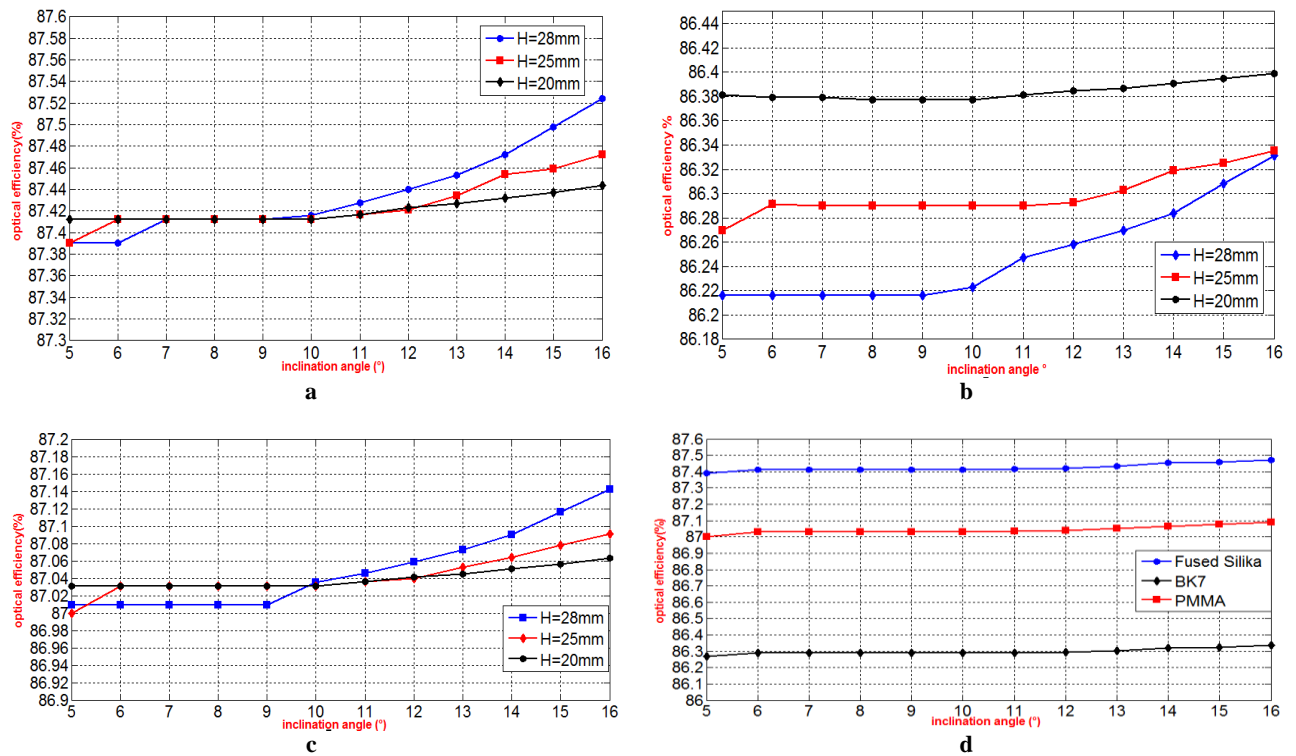 87.6
87.58
87.56
87.54
87.52
87.5
87.48
87.46
87.44
87.42
87.4
87.38
87.36
87.34
87.32
87.3
optical efficiency(%)
H=28mm
H=25mm
H=20mm
5 6 7 8 9 10 11 12 13 14 15 16
inclination angle (°)
a
86.44
86.42
86.4
86.38
86.36
86.34
86.32
86.3
86.28
86.26
86.24
86.22
86.2
86.18
optical efficiency %
H=28mm
H=25mm
H=20mm
5 6 7 8 9 10 11 12 13 14 15 16
inclination angle °
b
87.2
87.18
87.16
87.14
87.12
87.1
87.08
87.06
87.04
87.02
87
86.98
86.96
86.94
86.92
86.9
optical efficiency(%)
H=28mm
H=25mm
H=20mm
5 6 7 8 9 10 11 12 13 14 15 16
inclination angle (°)
c
87.6
87.5
87.4
87.3
87.2
87.1
87
86.9
86.8
86.7
86.6
86.5
86.4
86.3
86.2
86.1
86
optical efficiency(%)
Fused Silika
BK7
PMMA
5 6 7 8 9 10 11 12 13 14 15 16
inclination angle (°)
d